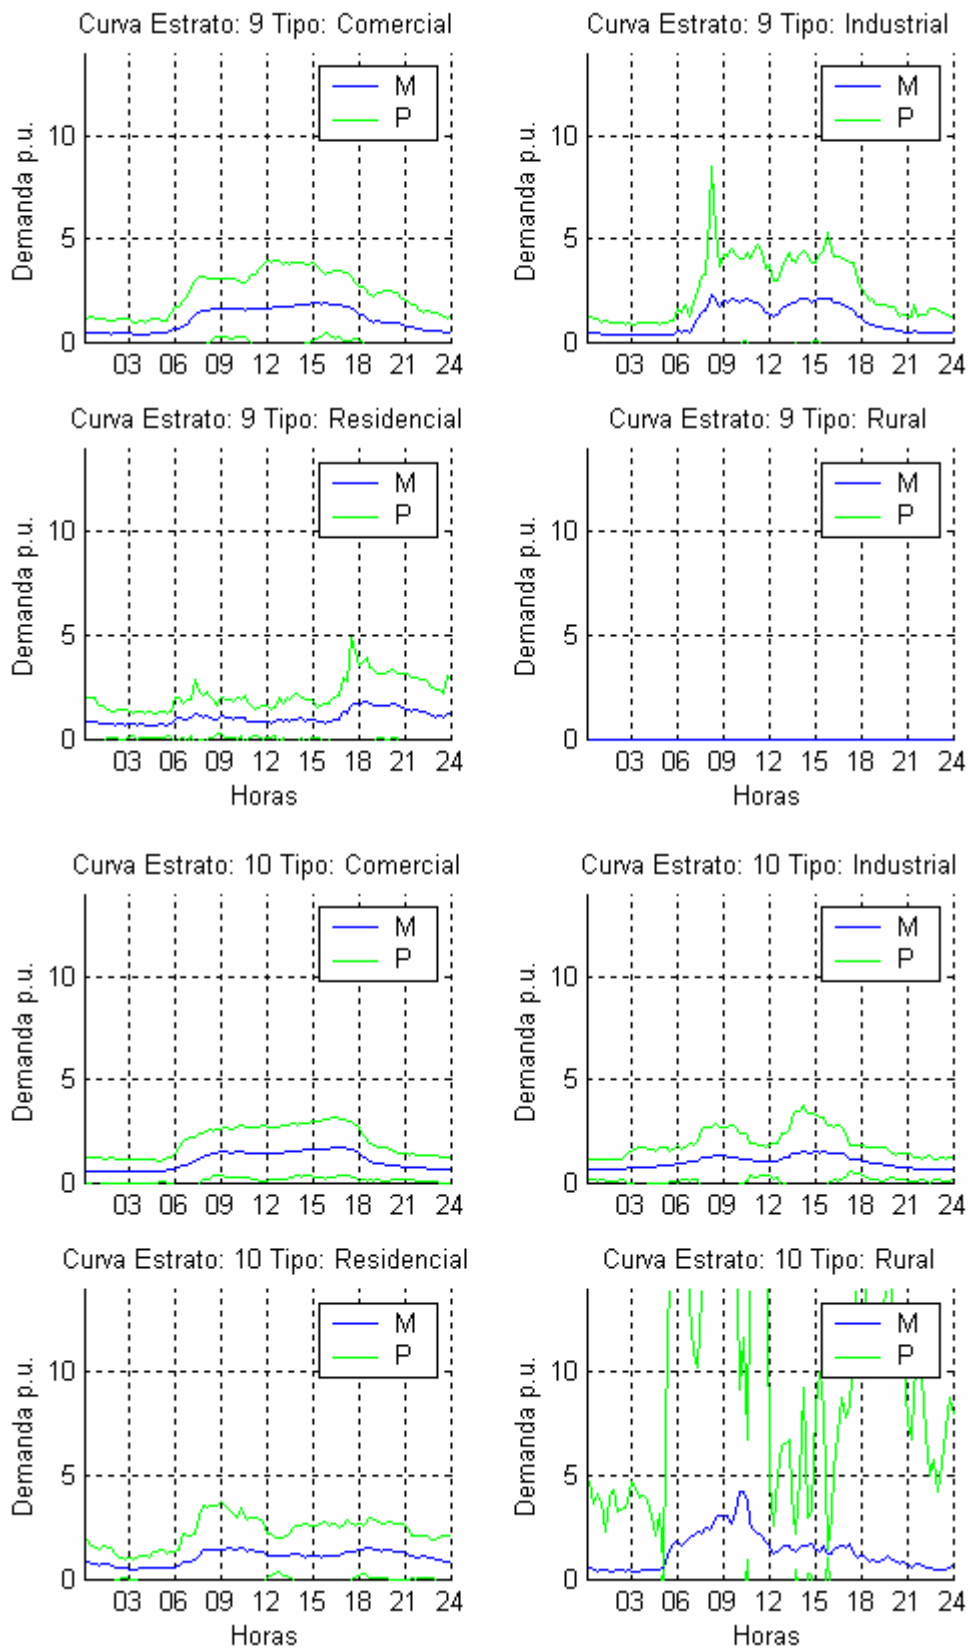 Curva Estrato: 9 Tipo: Comercial
Demanda p.u.
10
5
0
M
P
03 06 09 12 15 18 21 24
Curva Estrato: 9 Tipo: Industrial
Demanda p.u.
10
5
0
M
P
03 06 09 12 15 18 21 24
Curva Estrato: 9 Tipo: Residencial
Demanda p.u.
10
5
0
M
P
03 06 09 12 15 18 21 24
Horas
Curva Estrato: 9 Tipo: Rural
Demanda p.u.
10
5
0
M
P
03 06 09 12 15 18 21 24
Horas
Curva Estrato: 10 Tipo: Comercial
Demanda p.u.
10
5
0
M
P
03 06 09 12 15 18 21 24
Curva Estrato: 10 Tipo: Industrial
Demanda p.u.
10
5
0
M
P
03 06 09 12 15 18 21 24
Curva Estrato: 10 Tipo: Residencial
Demanda p.u.
10
5
0
M
P
03 06 09 12 15 18 21 24
Horas
Curva Estrato: 10 Tipo: Rural
Demanda p.u.
10
5
0
M
P
03 06 09 12 15 18 21 24
Horas